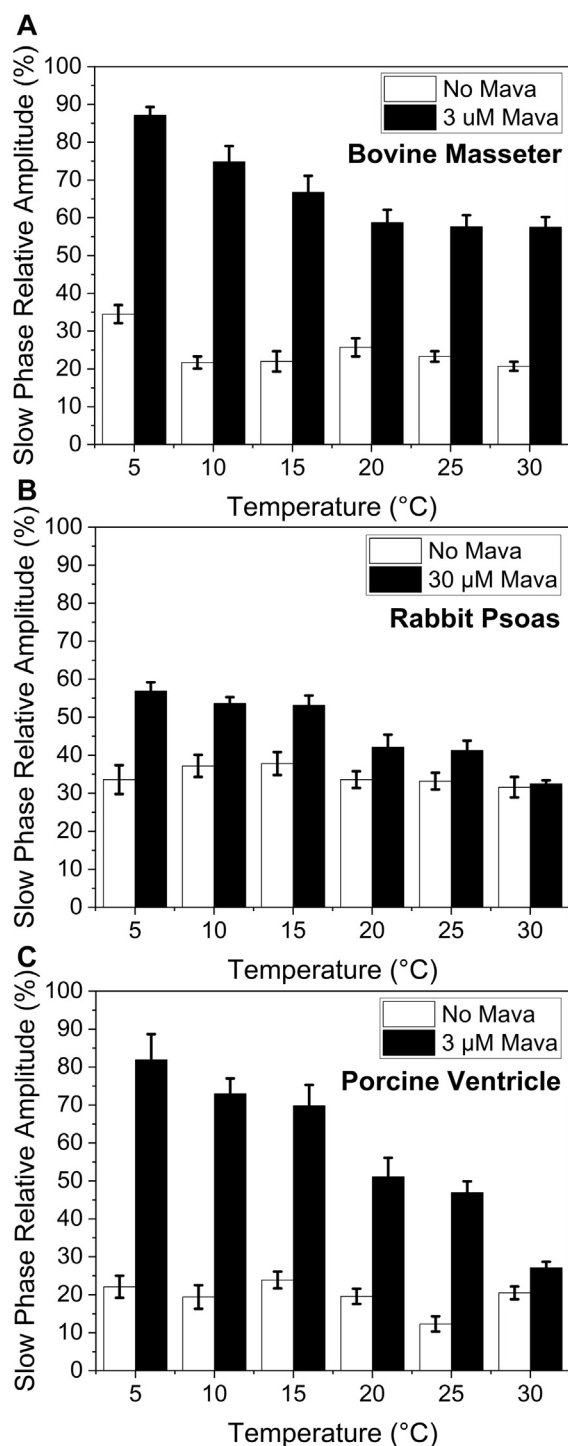 A
Slow Phase Relative Amplitude (%)
100
90
80
70
60
50
40
30
20
10
0
No Mava
3 uM Mava
Bovine Masseter
5 10 15 20 25 30
Temperature (°C)
B
Slow Phase Relative Amplitude (%)
100
90
80
70
60
50
40
30
20
10
0
No Mava
30 µM Mava
Rabbit Psoas
5 10 15 20 25 30
Temperature (°C)
C
Slow Phase Relative Amplitude (%)
100
90
80
70
60
50
40
30
20
10
0
No Mava
3 µM Mava
Porcine Ventricle
5 10 15 20 25 30
Temperature (°C)